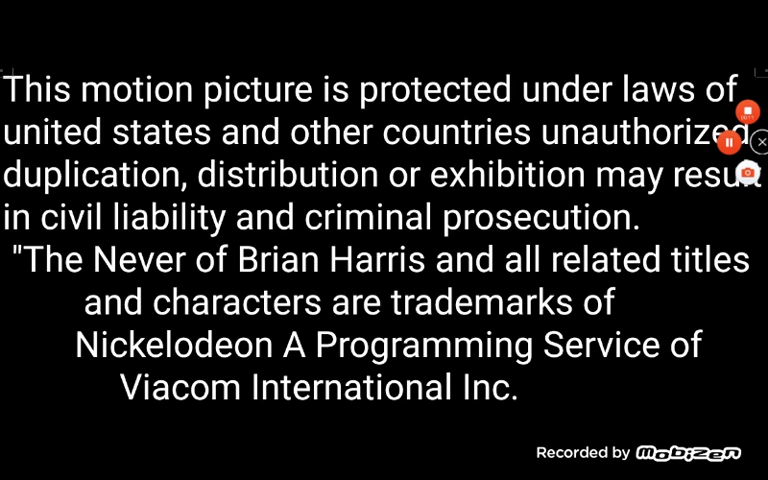 This motion picture is protected under laws of
united states and other countries unauthorized
duplication, distribution or exhibition may result
in civil liability and criminal prosecution.
"The Never of Brian Harris and all related titles
and characters are trademarks of
Nickelodeon A Programming Service of
Viacom International Inc.
Recorded by mobizen